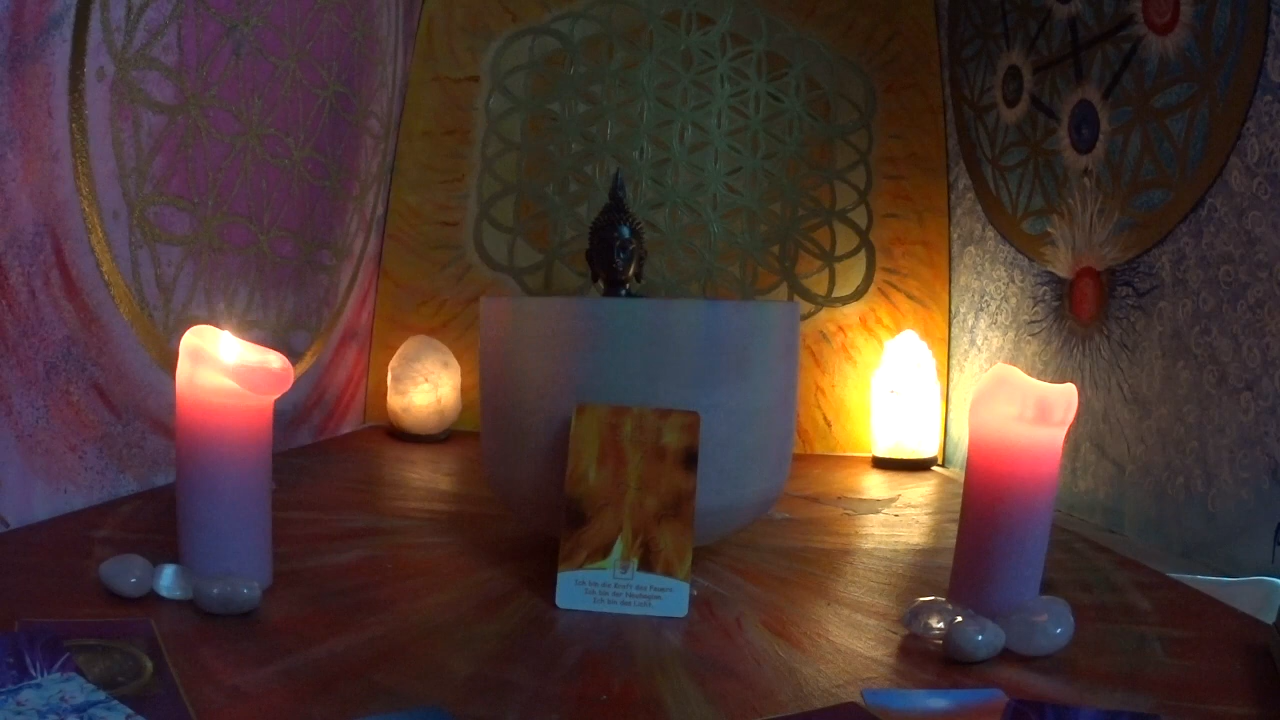 Ich bin die Kraft des Feuers.
Ich bin der Neubeginn.
Ich bin das Licht.